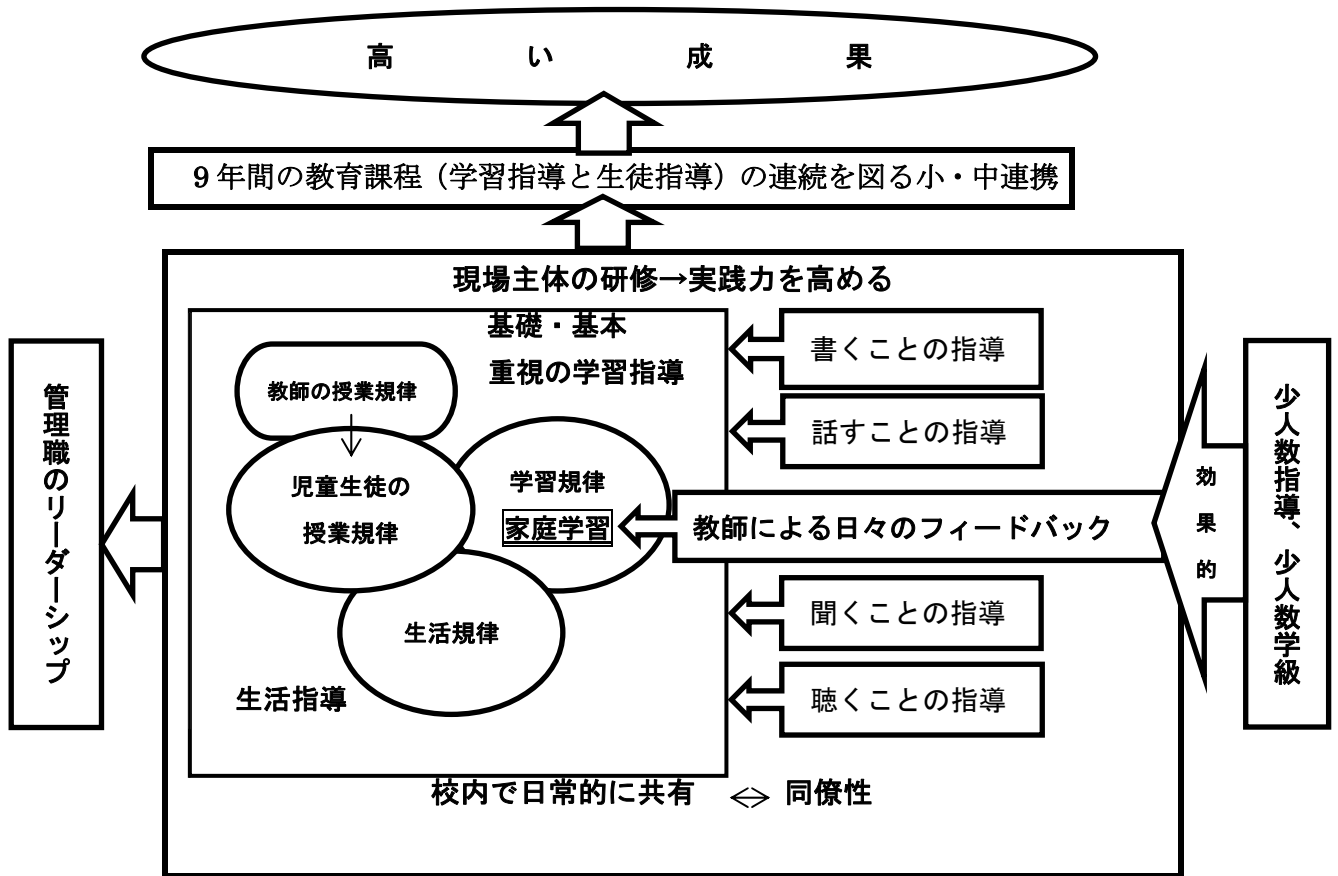 高い成果
9年間の教育課程（学習指導と生徒指導）の連続を図る小・中連携
現場主体の研修→実践力を高める
基礎・基本
重視の学習指導
教師の授業規律
児童生徒の
授業規律
学習規律
家庭学習
生活規律
生活指導
書くことの指導
話すことの指導
教師による日々のフィードバック
聞くことの指導
聴くことの指導
校内で日常的に共有 ⇔ 同僚性
管理職のリーダーシップ
効果的
少人数指導、少人数学級